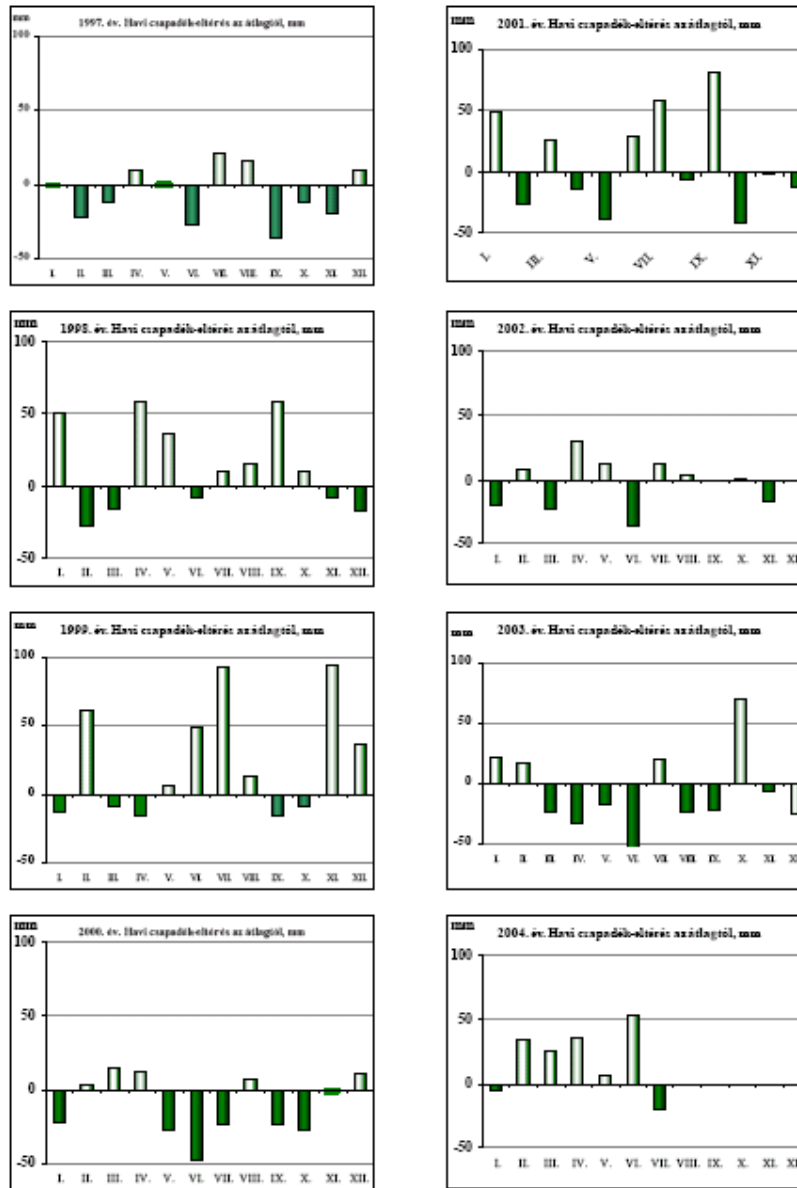 mm
1997. év. Havi csapadék-eltérés az átlagtól, mm
100
50
0
-50
I. II. III. IV. V. VI. VII. VIII. IX. X. XI. XII.
mm
1998. év. Havi csapadék-eltérés az átlagtól, mm
100
50
0
-50
I. II. III. IV. V. VI. VII. VIII. IX. X. XI. XII.
mm
1999. év. Havi csapadék-eltérés az átlagtól, mm
100
50
0
-50
I. II. III. IV. V. VI. VII. VIII. IX. X. XI. XII.
mm
2000. év. Havi csapadék-eltérés az átlagtól, mm
100
50
0
-50
I. II. III. IV. V. VI. VII. VIII. IX. X. XI. XII.
mm
2001. év. Havi csapadék-eltérés az átlagtól, mm
100
50
0
-50
I. III. V. VII. IX. XI.
mm
2002. év. Havi csapadék-eltérés az átlagtól, mm
100
50
0
-50
I. II. III. IV. V. VI. VII. VIII. IX. X. XI.
mm
2003. év. Havi csapadék-eltérés az átlagtól, mm
100
50
0
-50
I. II. III. IV. V. VI. VII. VIII. IX. X. XI.
mm
2004. év. Havi csapadék-eltérés az átlagtól, mm
100
50
0
-50
I. II. III. IV. V. VI. VII. VIII. IX. X. XI.